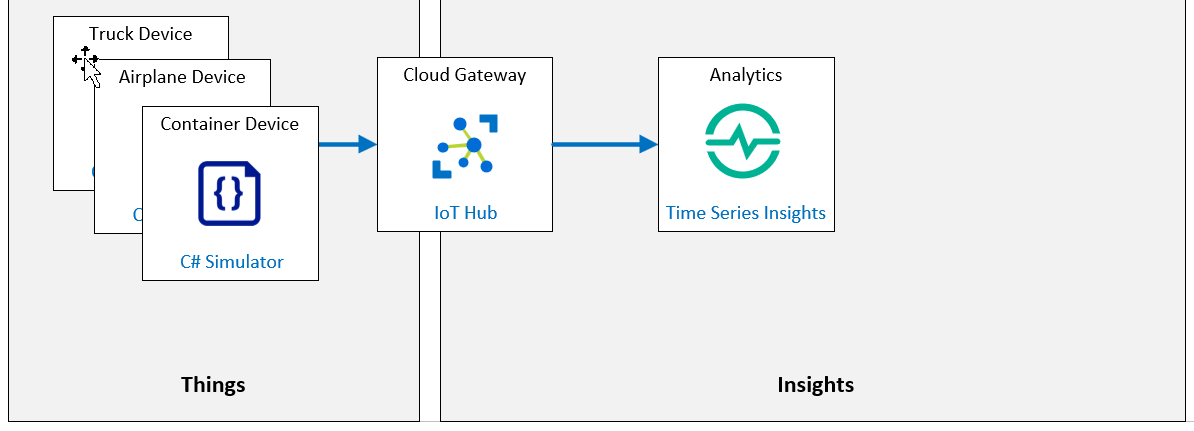 Truck Device
Airplane Device
Container Device
{}
C
C
C# Simulator
Cloud Gateway
IoT Hub
Analytics
Time Series Insights
Things
Insights